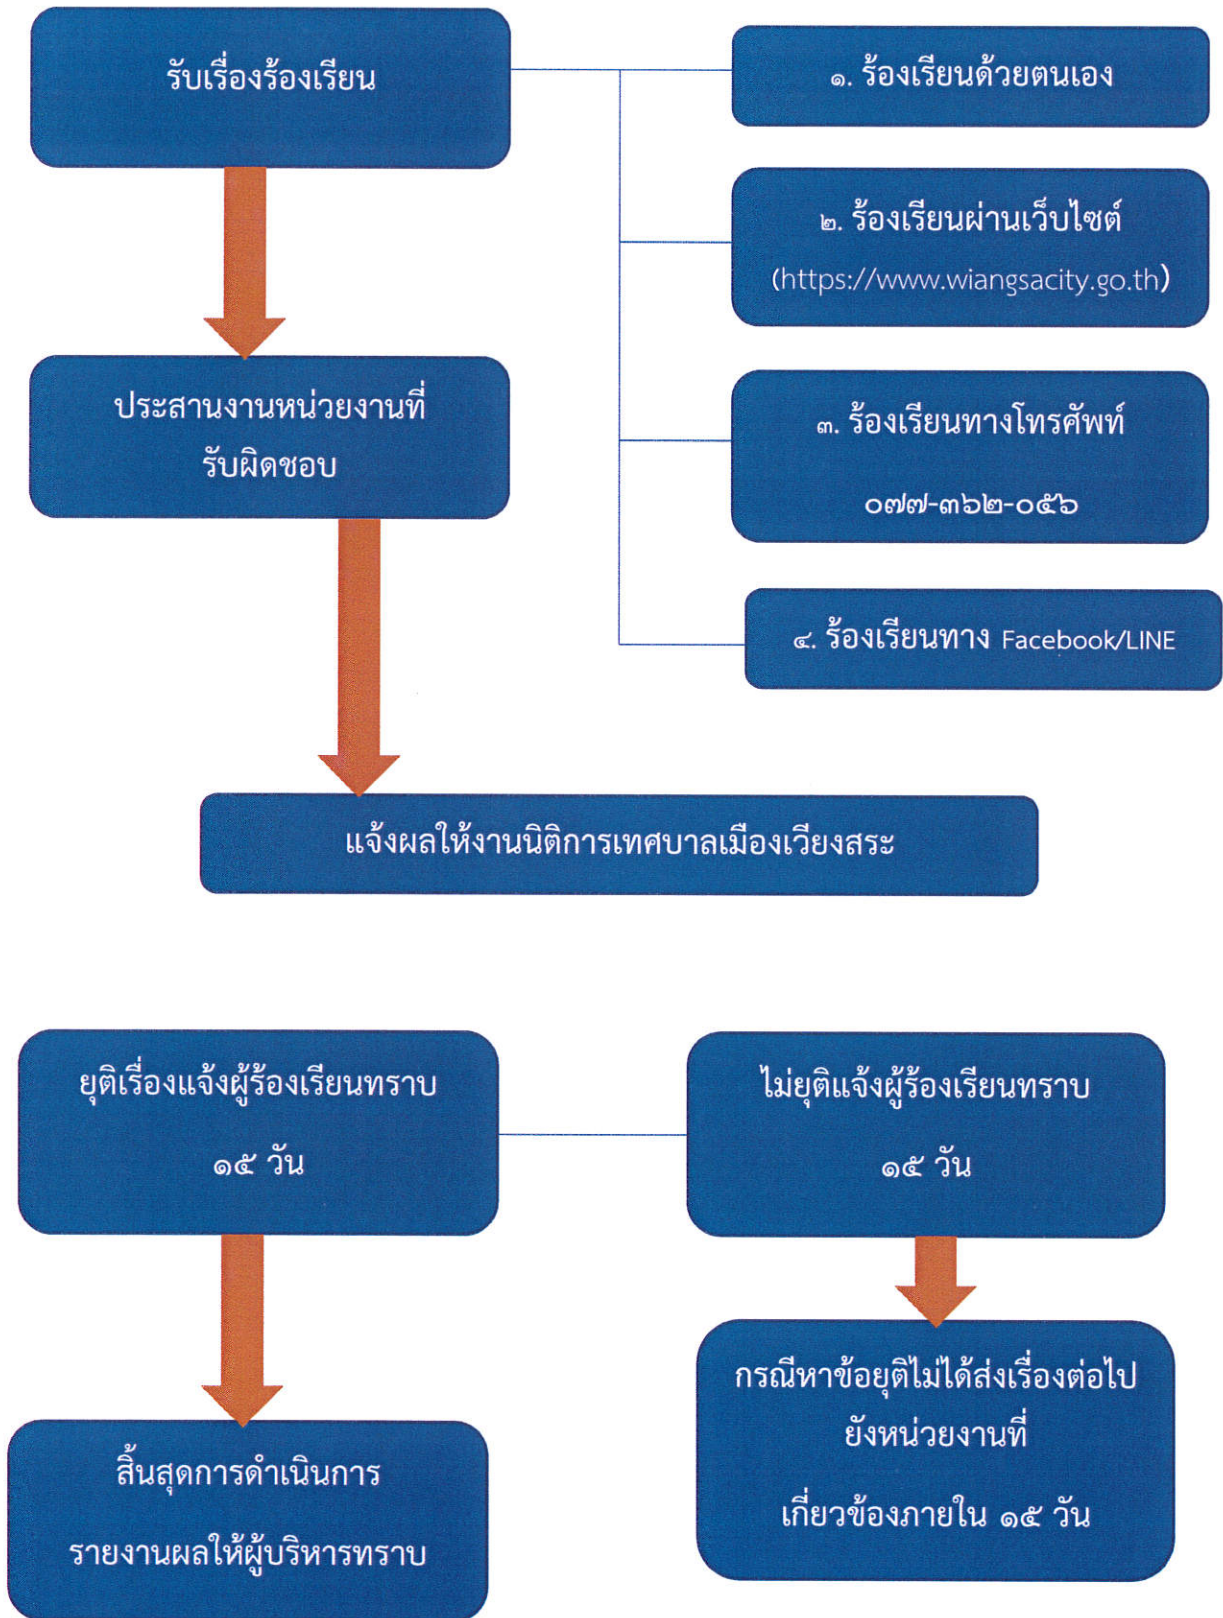 รับเรื่องร้องเรียน
๑. ร้องเรียนด้วยตนเอง
๒. ร้องเรียนผ่านเว็บไซต์
(https://www.wiangsacity.go.th)
ประสานงานหน่วยงานที่
รับผิดชอบ
๓. ร้องเรียนทางโทรศัพท์
๐๗๗-๓๖๒-๐๕๖
๔. ร้องเรียนทาง Facebook/LINE
แจ้งผลให้งานนิติการเทศบาลเมืองเวียงสระ
ยุติเรื่องแจ้งผู้ร้องเรียนทราบ
๑๕ วัน
ไม่ยุติแจ้งผู้ร้องเรียนทราบ
๑๕ วัน
สิ้นสุดการดำเนินการ
รายงานผลให้ผู้บริหารทราบ
กรณีหาข้อยุติไม่ได้ส่งเรื่องต่อไป
ยังหน่วยงานที่
เกี่ยวข้องภายใน ๑๕ วัน